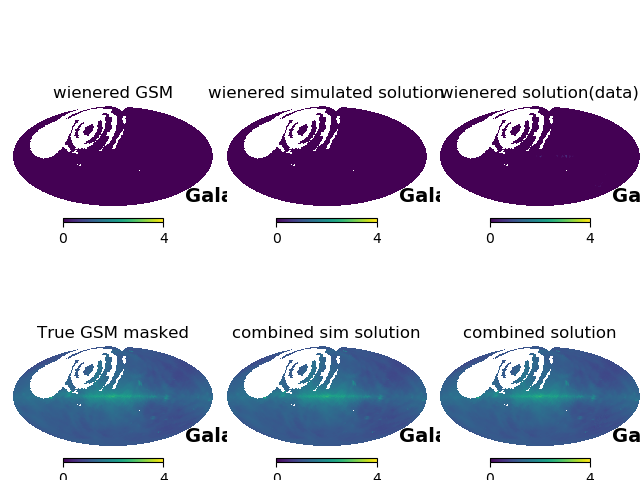 wienered GSM
wienered simulated solution
wienered solution(data)
Gala
Gala
Ga
0 4
0 4
0 4
True GSM masked
combined sim solution
combined solution
Gala
Gala
Ga
0 4
0 4
0 4